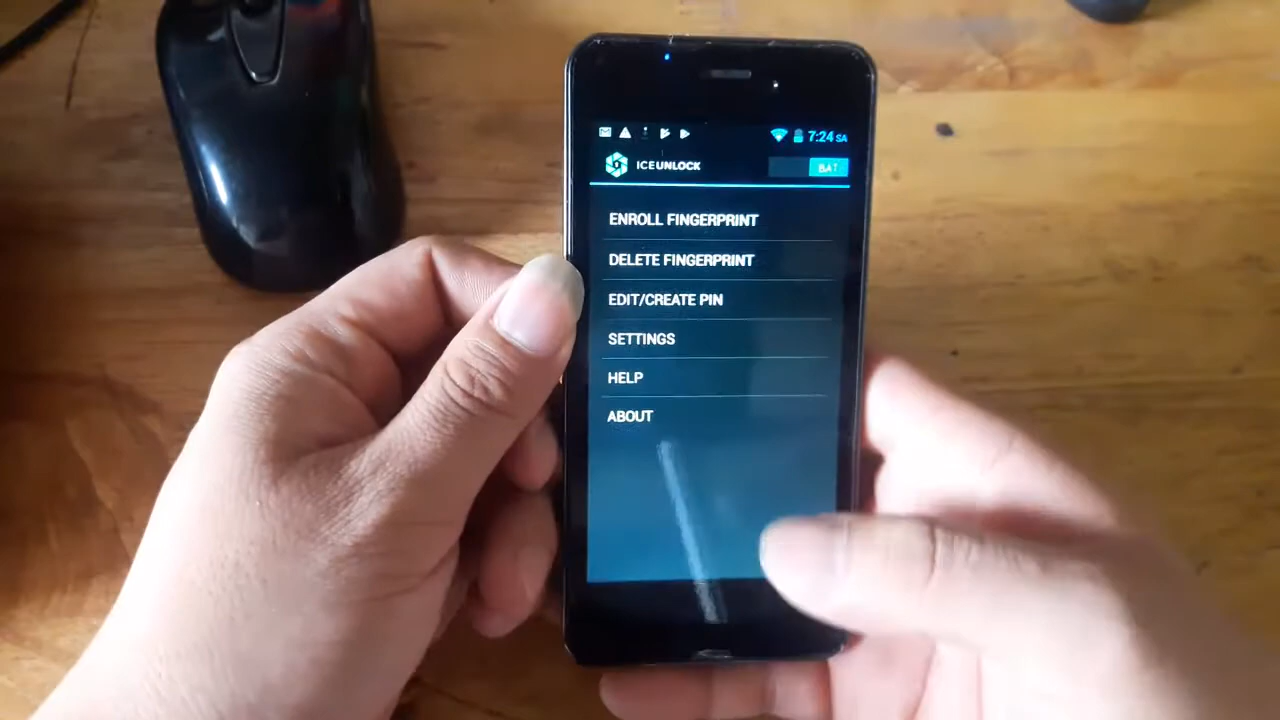 7:24 SA
ICEUNLOCK
BẬT
ENROLL FINGERPRINT
DELETE FINGERPRINT
EDIT/CREATE PIN
SETTINGS
HELP
ABOUT